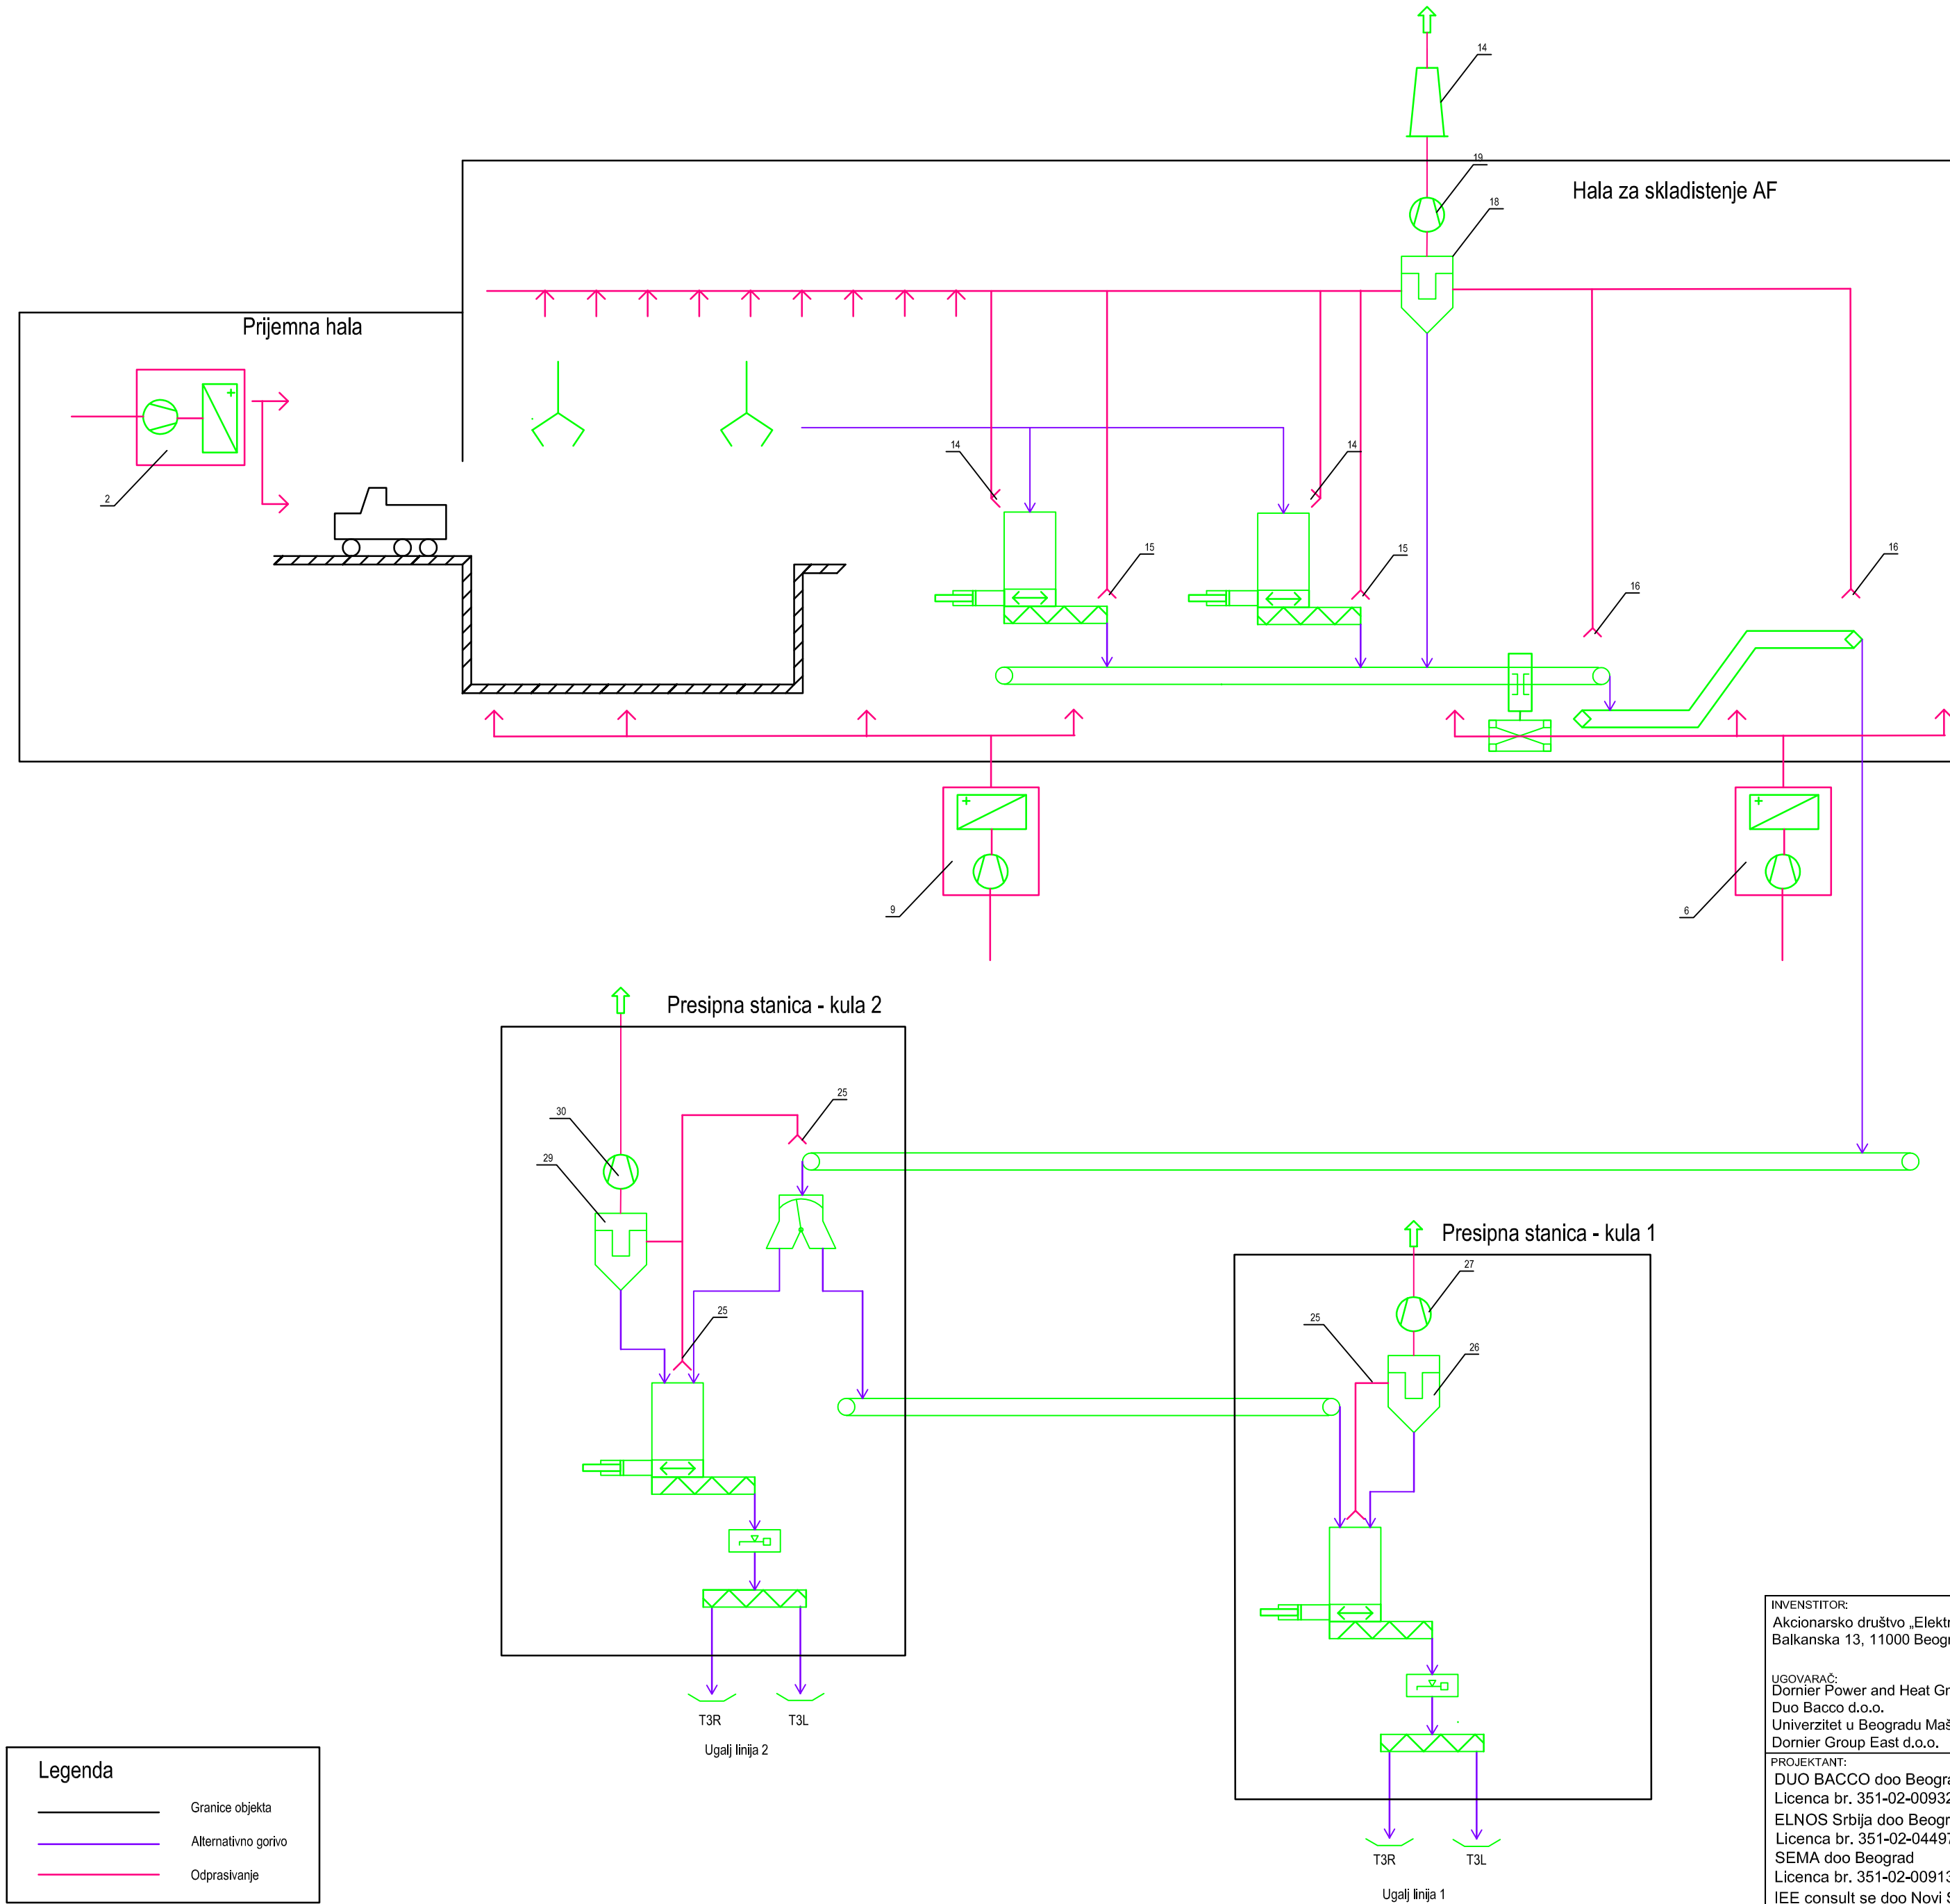 14
19
Hala za skladistenje AF
18
Prijemna hala
14
14
2
15
15
16
16
9
6
Presipna stanica - kula 2
25
30
29
Presipna stanica - kula 1
27
25
25
26
INVENSTITOR:
Akcionarsko društvo „Elektr
Balkanska 13, 11000 Beogr
UGOVARAČ:
Dornier Power and Heat Gr
Duo Bacco d.o.o.
Univerzitet u Beogradu Maš
Dornier Group East d.o.o.
PROJEKTANT:
DUO BACCO doo Beogra
Licenca br. 351-02-00932
ELNOS Srbija doo Beogr
Licenca br. 351-02-04497
SEMA doo Beograd
Licenca br. 351-02-00913
IEE consult se doo Novi S
T3R T3L
Ugalj linija 2
T3R T3L
Ugalj linija 1
Legenda
Granice objekta
Alternativno gorivo
Odprasivanje